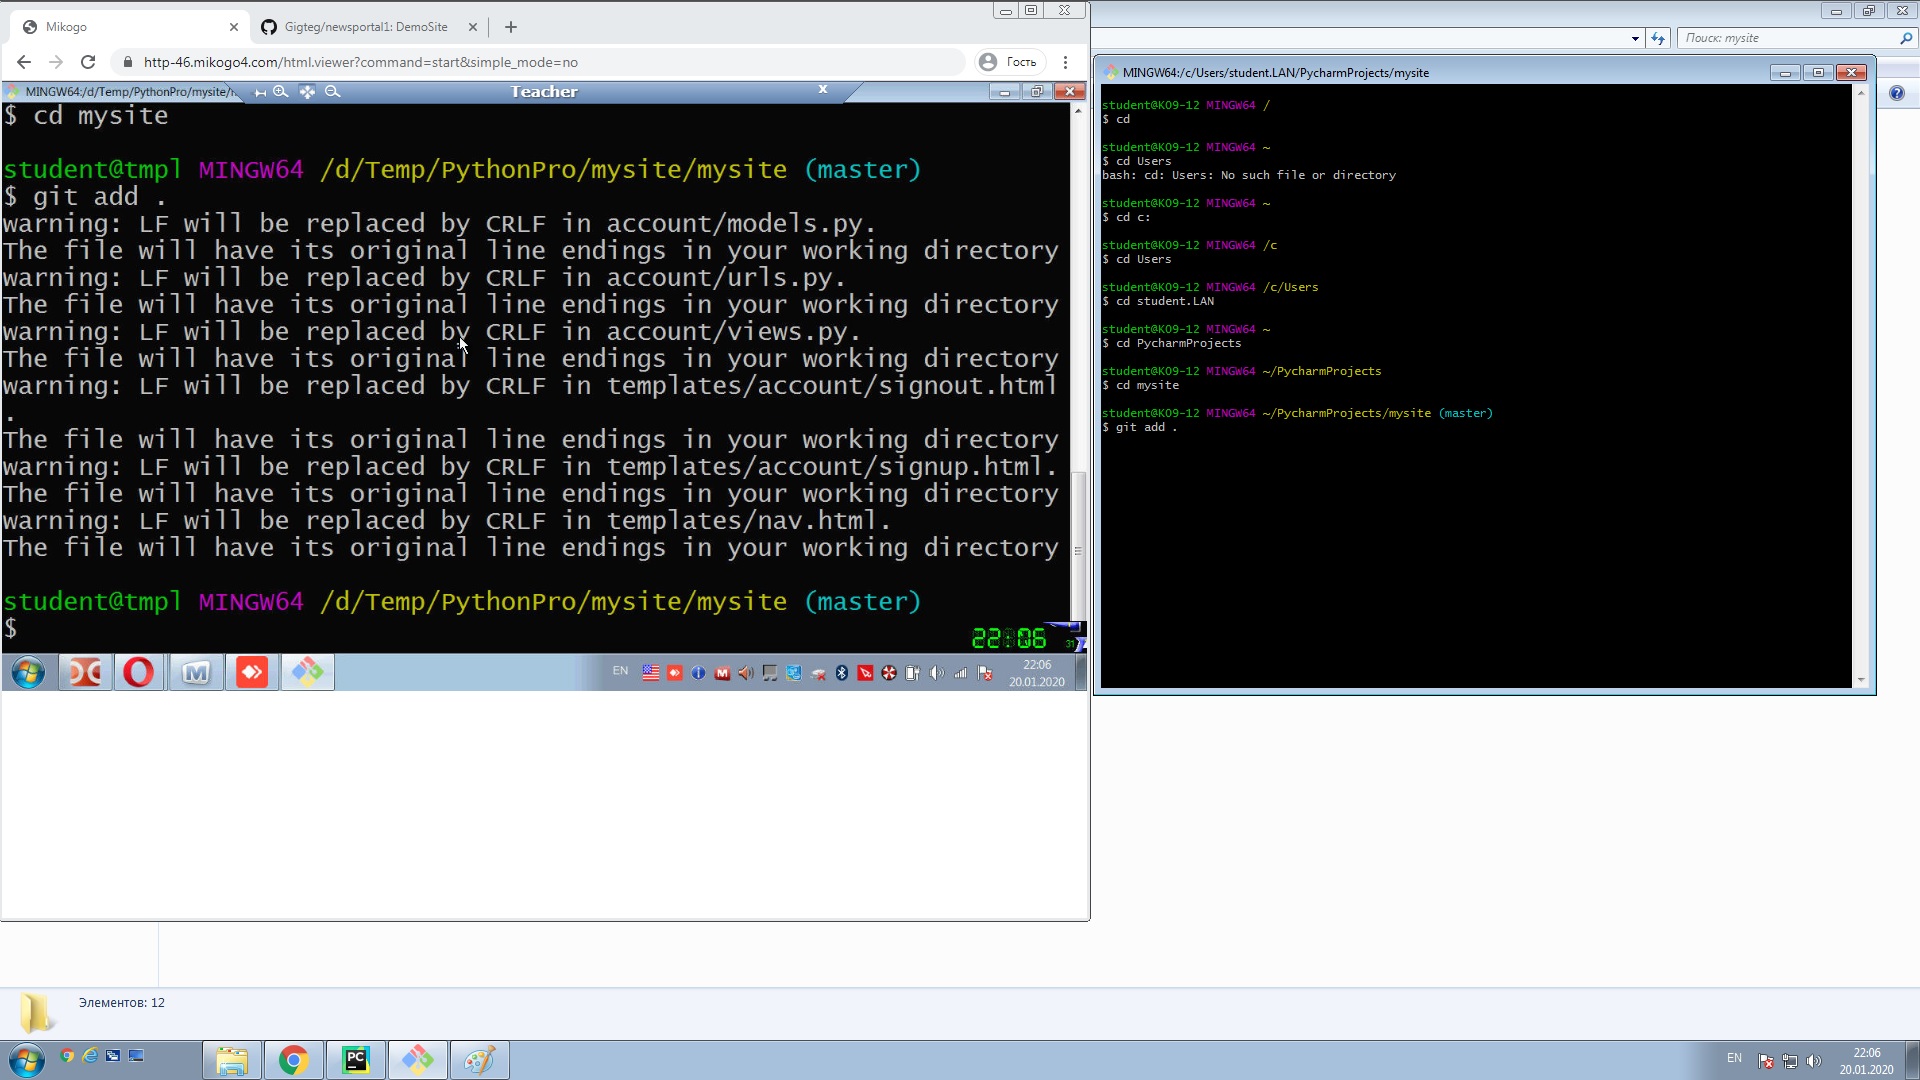 Mikogo
Gigteg/newsportal1: DemoSite
http-46.mikogo4.com/html.viewer?command=start&simple_mode=no
Гость
MINGW64:/d/Temp/PythonPro/mysite/
Teacher
x
$ cd mysite
student@tmpl MINGW64 /d/Temp/PythonPro/mysite/mysite (master)
$ git add .
warning: LF will be replaced by CRLF in account/models.py.
The file will have its original line endings in your working directory
warning: LF will be replaced by CRLF in account/urls.py.
The file will have its original line endings in your working directory
warning: LF will be replaced by CRLF in account/views.py.
The file will have its original line endings in your working directory
warning: LF will be replaced by CRLF in templates/account/signout.html
.
The file will have its original line endings in your working directory
warning: LF will be replaced by CRLF in templates/account/signup.html.
The file will have its original line endings in your working directory
warning: LF will be replaced by CRLF in templates/nav.html.
The file will have its original line endings in your working directory
student@tmpl MINGW64 /d/Temp/PythonPro/mysite/mysite (master)
$
22:06
31
EN
22:06
20.01.2020
Поиск: mysite
MINGW64:/c/Users/student.LAN/PycharmProjects/mysite
student@K09-12 MINGW64 /
$ cd
student@K09-12 MINGW64 ~
$ cd Users
bash: cd: Users: No such file or directory
student@K09-12 MINGW64 ~
$ cd c:
student@K09-12 MINGW64 /c
$ cd Users
student@K09-12 MINGW64 /c/Users
$ cd student.LAN
student@K09-12 MINGW64 ~
$ cd PycharmProjects
student@K09-12 MINGW64 ~/PycharmProjects
$ cd mysite
student@K09-12 MINGW64 ~/PycharmProjects/mysite (master)
$ git add .
Элементов: 12
PC
EN
22:06
20.01.2020